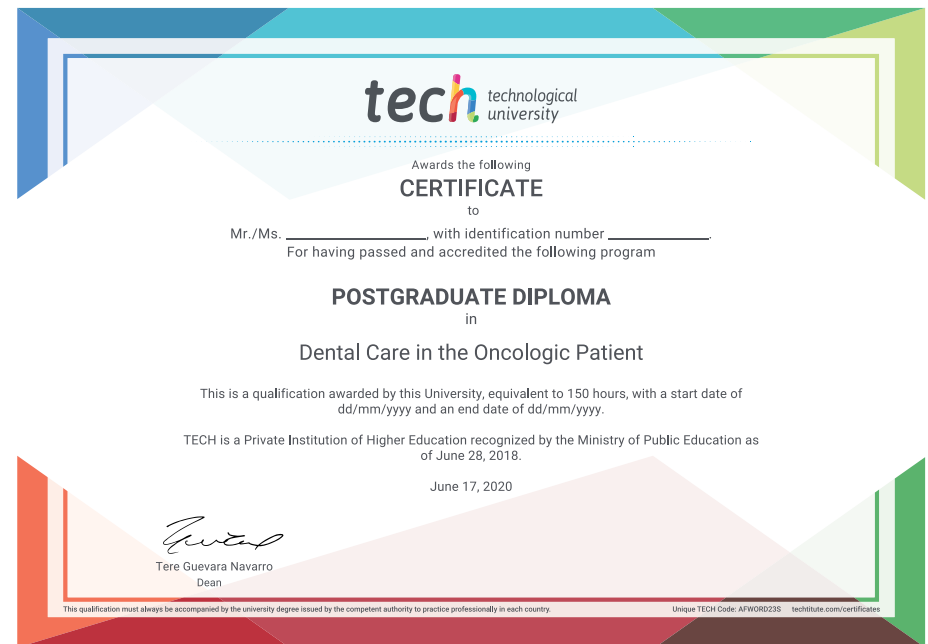 tech technological
university
Awards the following
CERTIFICATE
to
Mr./Ms. ____________________, with identification number ______________.
For having passed and accredited the following program
POSTGRADUATE DIPLOMA
in
Dental Care in the Oncologic Patient
This is a qualification awarded by this University, equivalent to 150 hours, with a start date of
dd/mm/yyyy and an end date of dd/mm/yyyy.
TECH is a Private Institution of Higher Education recognized by the Ministry of Public Education as
of June 28, 2018.
June 17, 2020
Tere Guevara Navarro
Dean
This qualification must always be accompanied by the university degree issued by the competent authority to practice professionally in each country.
Unique TECH Code: AFWORD23S techtitute.com/certificates